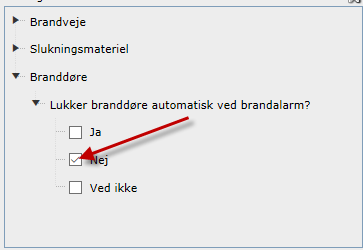 Brandveje
Slukningsmateriel
Branddøre
Lukker branddøre automatisk ved brandalarm?
Ja
Nej
Ved ikke